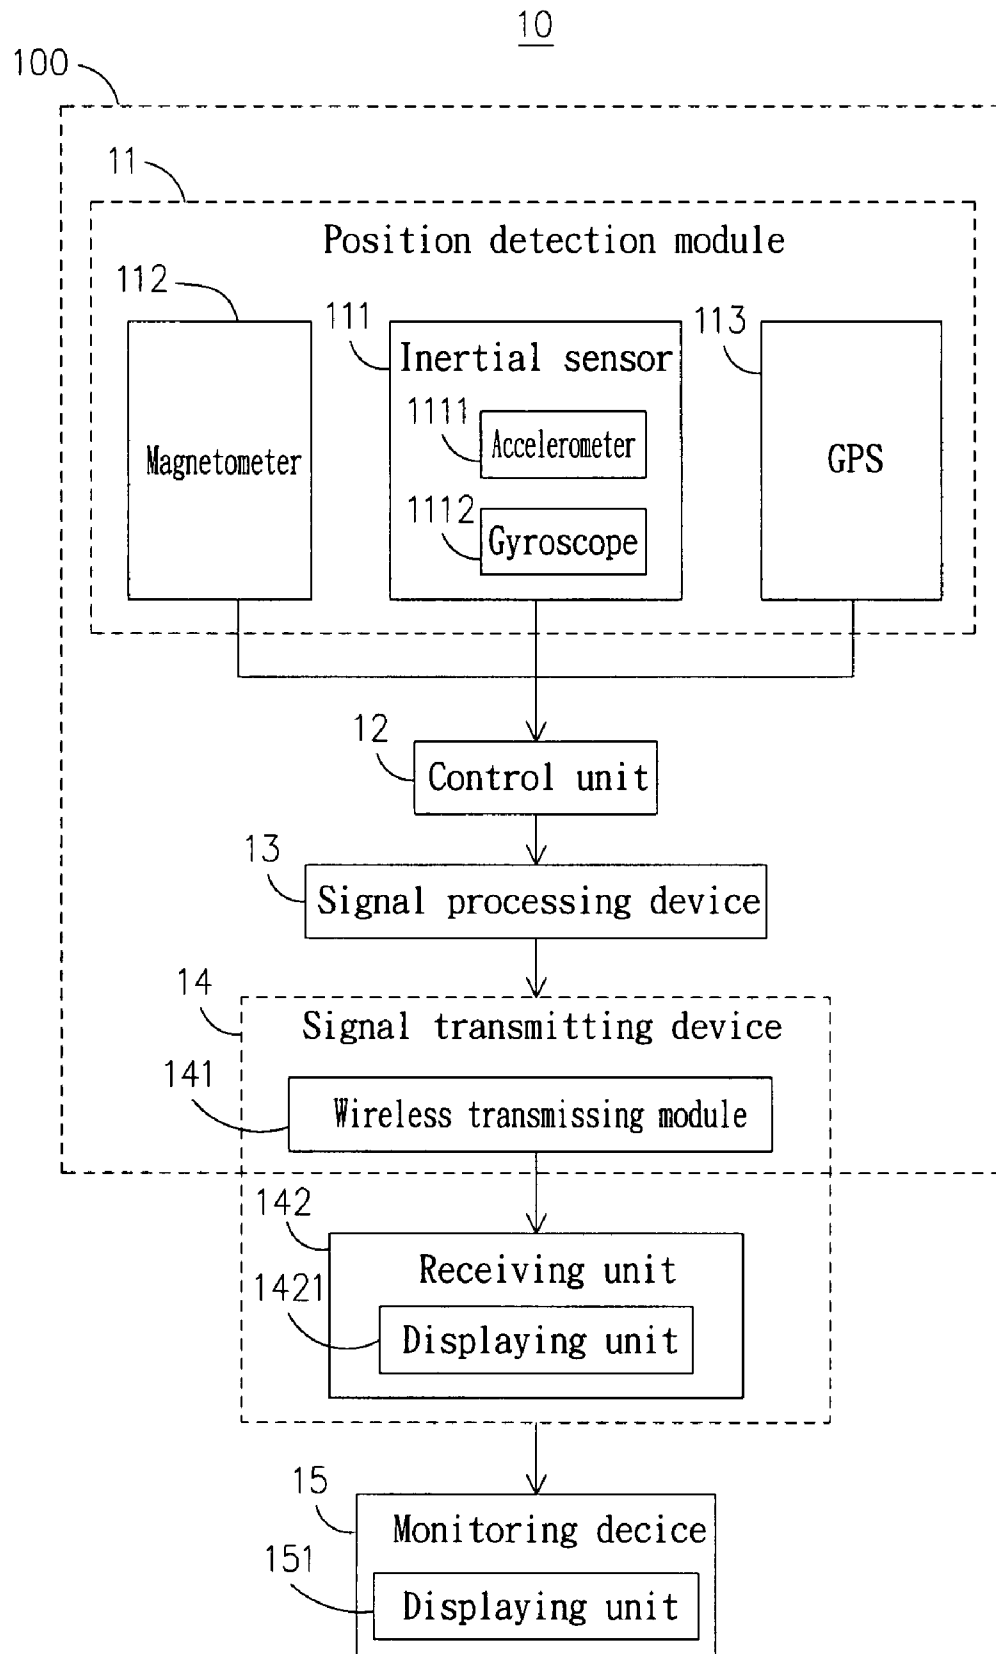 10
100
11
Position detection module
112
111
113
Inertial sensor
1111
Accelerometer
Magnetometer
GPS
1112
Gyroscope
12
Control unit
13
Signal processing device
14
Signal transmitting device
141
Wireless transmissing module
142
Receiving unit
1421
Displaying unit
15
Monitoring decice
151
Displaying unit